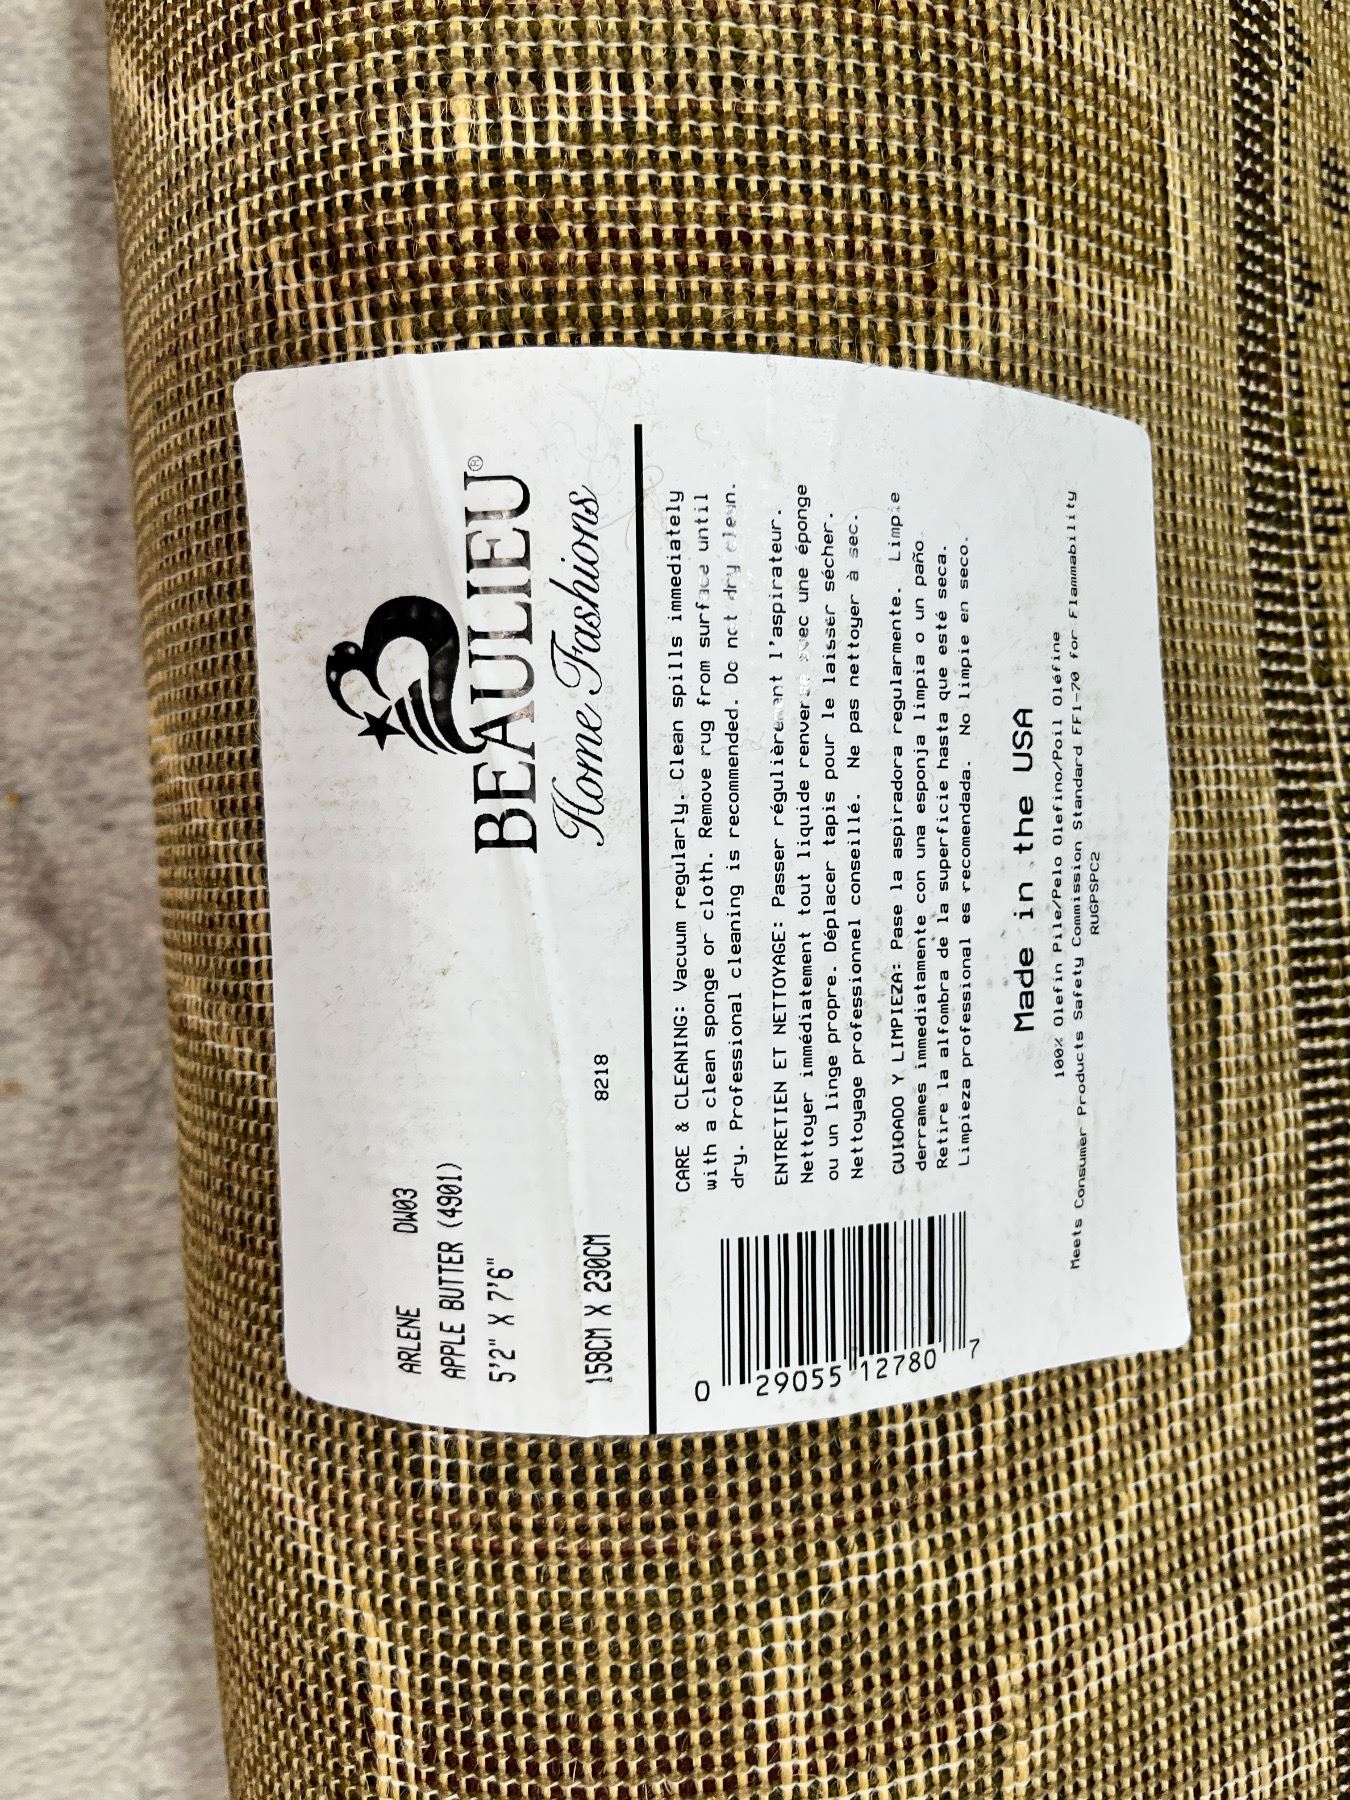 ARLENE DW03
APPLE BUTTER (4901)
5'2" X 7'6"
158CM X 230CM
8218
BEAULIEU®
Home Fashions
CARE & CLEANING: Vacuum regularly. Clean spills immediately
with a clean sponge or cloth. Remove rug from surface until
dry. Professional cleaning is recommended. Do not dry clean.
ENTRETIEN ET NETTOYAGE: Passer régulièrement l'aspirateur.
Nettoyer immédiatement tout liquide renversé avec une éponge
ou un linge propre. Déplacer tapis pour le laisser sécher.
Nettoyage professionnel conseillé. Ne pas nettoyer à sec.
CUIDADO Y LIMPIEZA: Pase la aspiradora regularmente. Limpie
derrames immediatamente con una esponja limpia o un paño.
Retire la alfombra de la superficie hasta que esté seca.
Limpieza professional es recomendada. No limpie en seco.
0 29055 12780 7
Made in the USA
100% Olefin Pile/Pelo Olefino/Poil Oléfine
Meets Consumer Products Safety Commission Standard FF1-70 for Flammability
RUGPSPC2